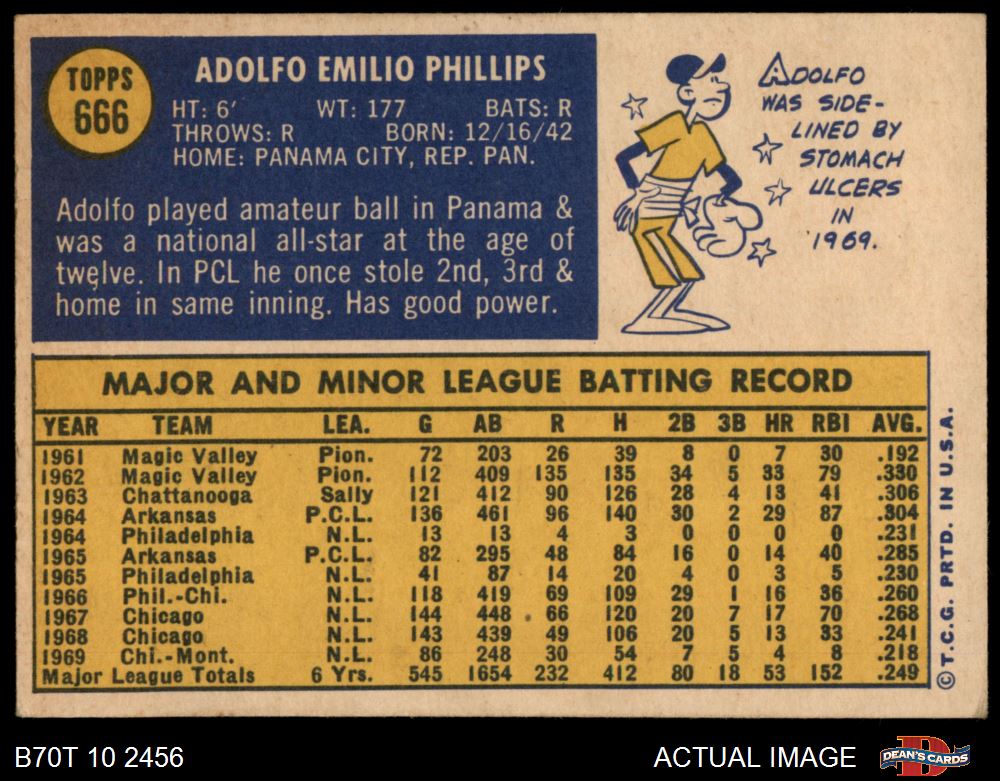 TOPPS
666
ADOLFO EMILIO PHILLIPS
HT: 6' WT: 177 BATS: R
THROWS: R BORN: 12/16/42
HOME: PANAMA CITY, REP. PAN.
Adolfo played amateur ball in Panama &
was a national all-star at the age of
twelve. In PCL he once stole 2nd, 3rd &
home in same inning. Has good power.
ADOLFO
WAS SIDE-
LINED BY
STOMACH
ULCERS
IN
1969.
MAJOR AND MINOR LEAGUE BATTING RECORD
YEAR TEAM LEA. G AB R H 2B 3B HR RBI AVG.
1961 Magic Valley Pion. 72 203 26 39 8 0 7 30 .192
1962 Magic Valley Pion. 112 409 135 135 34 5 33 79 .330
1963 Chattanooga Sally 121 412 90 126 28 4 13 41 .306
1964 Arkansas P.C.L. 136 461 96 140 30 2 29 87 .304
1964 Philadelphia N.L. 13 13 4 3 0 0 0 0 .231
1965 Arkansas P.C.L. 82 295 48 84 16 0 14 40 .285
1965 Philadelphia N.L. 41 87 14 20 4 0 3 5 .230
1966 Phil.-Chi. N.L. 118 419 69 109 29 1 16 36 .260
1967 Chicago N.L. 144 448 66 120 20 7 17 70 .268
1968 Chicago N.L. 143 439 49 106 20 5 13 33 .241
1969 Chi.-Mont. N.L. 86 248 30 54 7 5 4 8 .218
Major League Totals 6 Yrs. 545 1654 232 412 80 18 53 152 .249
©T.C.G. PRTD. IN U.S.A.
B70T 10 2456
ACTUAL IMAGE
DEAN'S CARDS